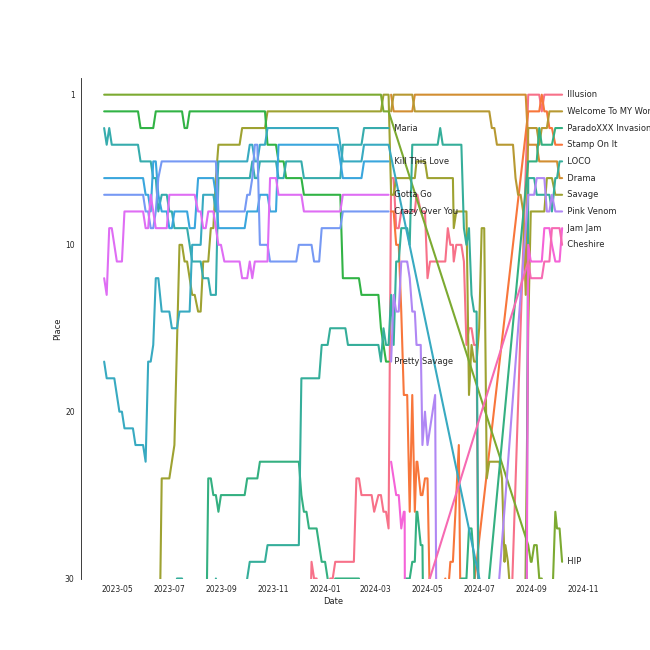 1
10
20
30
Place
Illusion
Welcome To MY Wor
ParadoXXX Invasion
Stamp On It
LOCO
Drama
Savage
Pink Venom
Jam Jam
Cheshire
HIP
Maria
Kill This Love
Gotta Go
Crazy Over You
Pretty Savage
2023-05 2023-07 2023-09 2023-11 2024-01 2024-03 2024-05 2024-07 2024-09 2024-11
Date